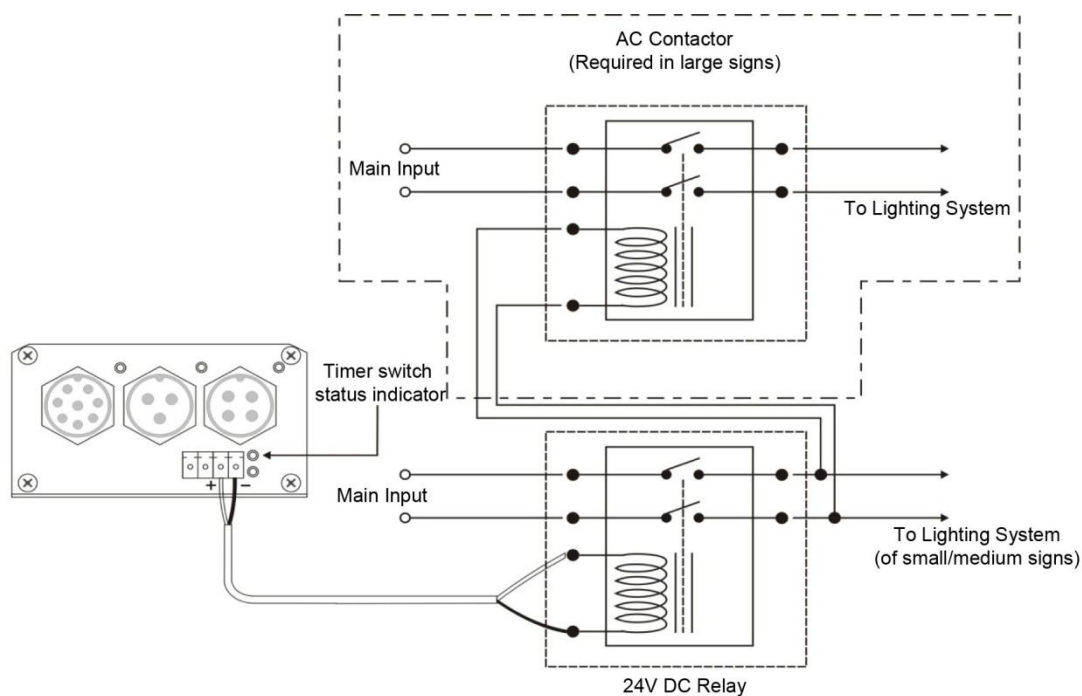 AC Contactor
(Required in large signs)
Main Input
To Lighting System
Timer switch
status indicator
+ −
Main Input
To Lighting System
(of small/medium signs)
24V DC Relay